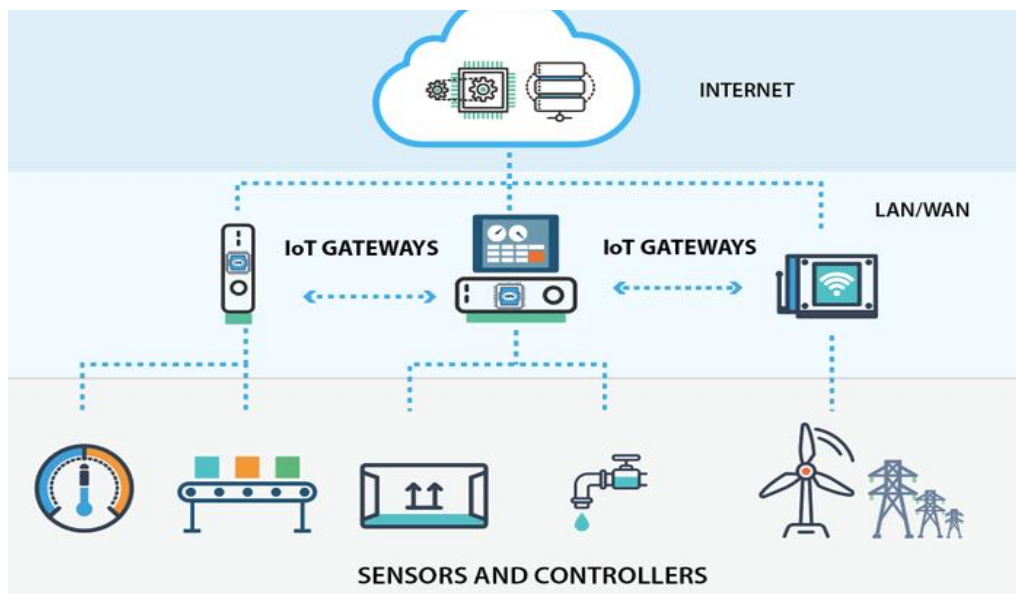 INTERNET
LAN/WAN
IoT GATEWAYS
IoT GATEWAYS
SENSORS AND CONTROLLERS